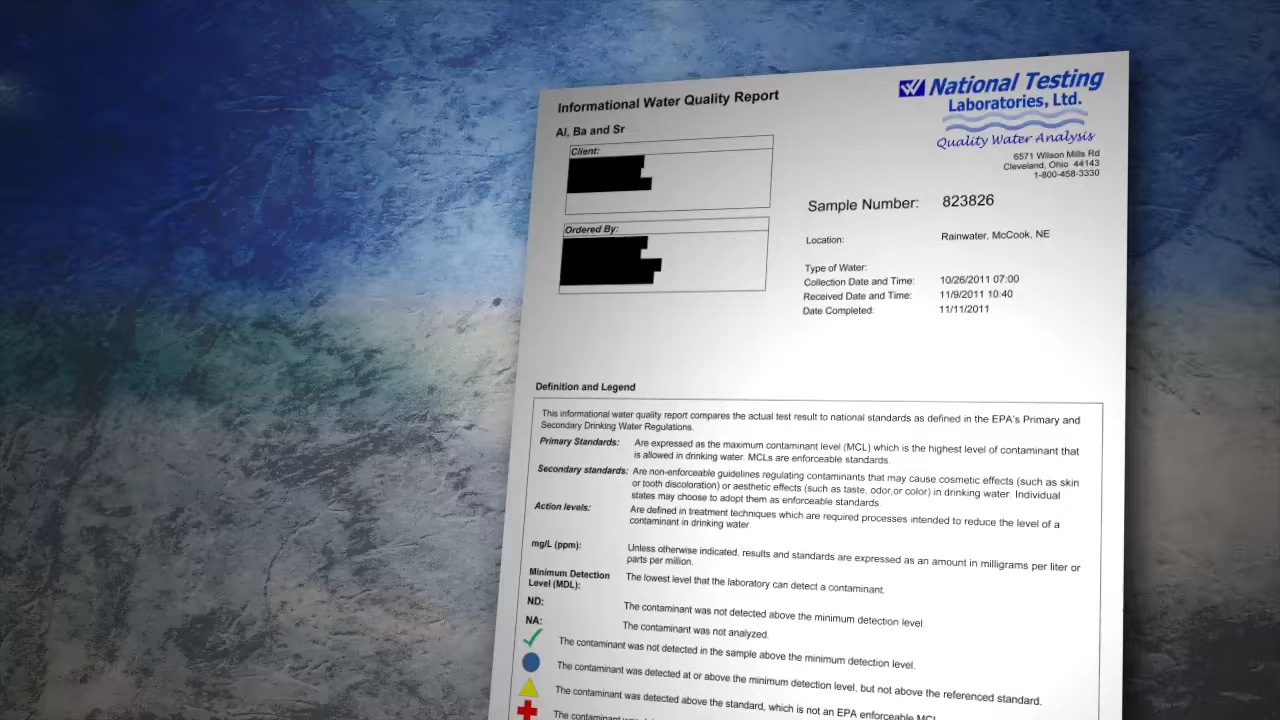 Informational Water Quality Report
Al, Ba and Sr
Client:
Ordered By:
National Testing
Laboratories, Ltd.
Quality Water Analysis
6571 Wilson Mills Rd
Cleveland, Ohio 44143
1-800-458-3330
Sample Number: 823826
Location: Rainwater, McCook, NE
Type of Water:
Collection Date and Time: 10/26/2011 07:00
Received Date and Time: 11/9/2011 10:40
Date Completed: 11/11/2011
Definition and Legend
This informational water quality report compares the actual test result to national standards as defined in the EPA's Primary and
Secondary Drinking Water Regulations.
Primary Standards: Are expressed as the maximum contaminant level (MCL) which is the highest level of contaminant that
is allowed in drinking water. MCLs are enforceable standards.
Secondary standards: Are non-enforceable guidelines regulating contaminants that may cause cosmetic effects (such as skin
or tooth discoloration) or aesthetic effects (such as taste, odor,or color) in drinking water. Individual
states may choose to adopt them as enforceable standards.
Action levels: Are defined in treatment techniques which are required processes intended to reduce the level of a
contaminant in drinking water.
mg/L (ppm): Unless otherwise indicated, results and standards are expressed as an amount in milligrams per liter or
parts per million.
Minimum Detection
Level (MDL): The lowest level that the laboratory can detect a contaminant.
ND: The contaminant was not detected above the minimum detection level.
NA: The contaminant was not analyzed.
The contaminant was not detected in the sample above the minimum detection level.
The contaminant was detected at or above the minimum detection level, but not above the referenced standard.
The contaminant was detected above the standard, which is not an EPA enforceable MCL.
The contaminant was